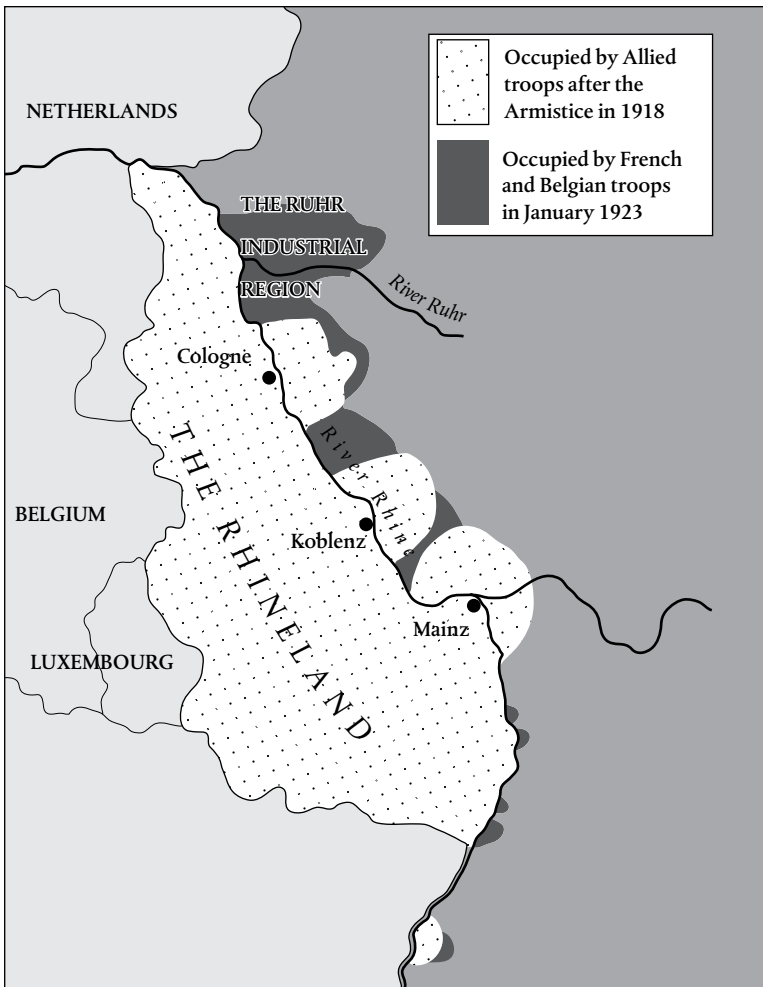 NETHERLANDS
Occupied by Allied
troops after the
Armistice in 1918
Occupied by French
and Belgian troops
in January 1923
THE RUHR
INDUSTRIAL
REGION
River Ruhr
Cologne
THE RHINELAND
River Rhine
BELGIUM
Koblenz
Mainz
LUXEMBOURG